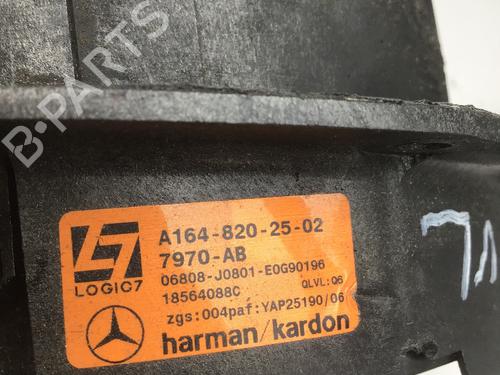 B-PARTS
LOGIC7
A164-820-25-02
7970-AB
06808-J0801-E0G90196
18564088C QLVL:06
zgs:004paf:YAP25190/06
harman/kardon